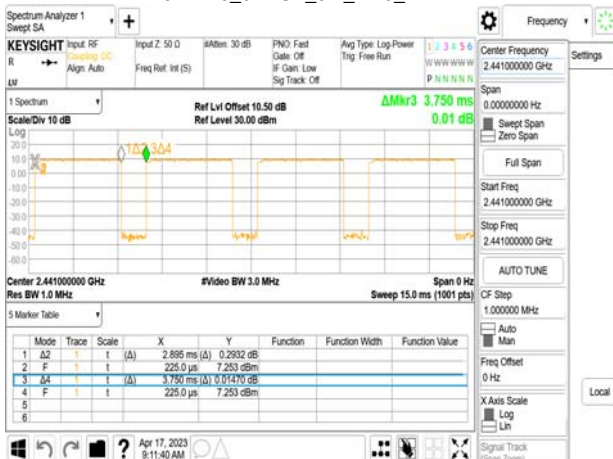 Spectrum Analyzer 1
Swept SA
+
Frequency
KEYSIGHT
R
Input: RF
Coupling: DC
Align: Auto
Input Z: 50 Ω
Freq Ref: Int (S)
#Atten: 30 dB
PNO: Fast
Gate: Off
IF Gain: Low
Sig Track: Off
Avg Type: Log-Power
Trig: Free Run
1 2 3 4 5 6
W W W W W W
P N N N N N
1 Spectrum
Scale/Div 10 dB
Ref Lvl Offset 10.50 dB
Ref Level 30.00 dBm
ΔMkr3 3.750 ms
0.01 dB
Log
20.0
10.0
0.00
-10.0
-20.0
-30.0
-40.0
-50.0
-60.0
Center 2.441000000 GHz
Res BW 1.0 MHz
#Video BW 3.0 MHz
Span 0 Hz
Sweep 15.0 ms (1001 pts)
5 Marker Table
Mode Trace Scale X Y Function Function Width Function Value
1 Δ2 1 t (Δ) 2.895 ms (Δ) 0.2932 dB
2 F 1 t 225.0 µs 7.253 dBm
3 Δ4 1 t (Δ) 3.750 ms (Δ) 0.01470 dB
4 F 1 t 225.0 µs 7.253 dBm
5
6
Apr 17, 2023
9:11:40 AM
Center Frequency
2.441000000 GHz
Span
0.00000000 Hz
Swept Span
Zero Span
Full Span
Start Freq
2.441000000 GHz
Stop Freq
2.441000000 GHz
AUTO TUNE
CF Step
1.000000 MHz
Auto
Man
Freq Offset
0 Hz
X Axis Scale
Log
Lin
Signal Track
Settings
Local